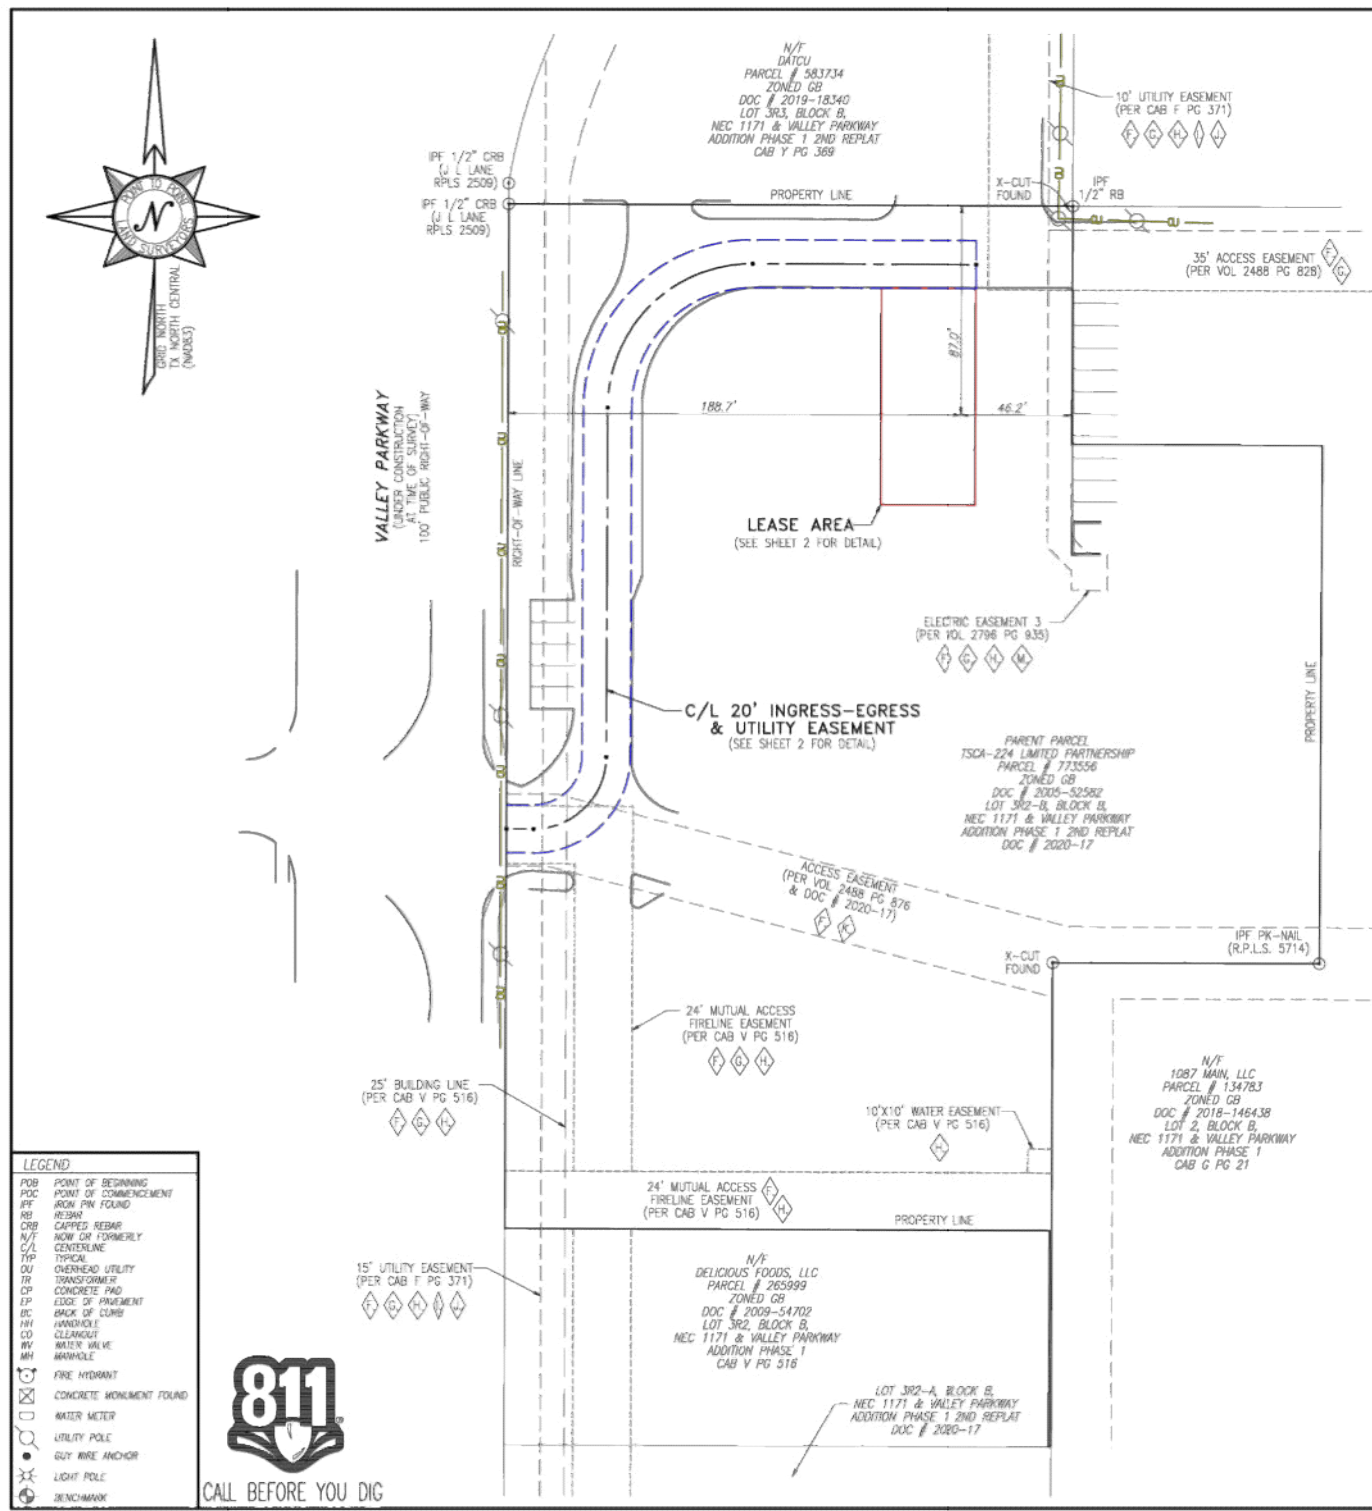 N/F
DATCU
PARCEL # 583734
ZONED GB
DOC # 2019-18340
LOT 3R3, BLOCK B,
NEC 1171 & VALLEY PARKWAY
ADDITION PHASE 1 2ND REPLAT
CAB Y PG 369
10' UTILITY EASEMENT
(PER CAB F PG 371)
F, G, H, I, J,
IPF 1/2" CRB
(J L LANE
RPLS 2509)
IPF 1/2" CRB
(J L LANE
RPLS 2509)
PROPERTY LINE
X-CUT
FOUND
IPF
1/2" RB
OU
OU
OU
OU
35' ACCESS EASEMENT
(PER VOL 2488 PG 828)
F,
G,
POINT TO POINT
LAND SURVEYORS
N
GRID NORTH
TX NORTH CENTRAL
(NAD83)
VALLEY PARKWAY
(UNDER CONSTRUCTION
AT TIME OF SURVEY)
100' PUBLIC RIGHT-OF-WAY
RIGHT-OF-WAY LINE
OU
OU
OU
OU
OU
OU
OU
87.0'
188.7'
46.2'
LEASE AREA
(SEE SHEET 2 FOR DETAIL)
ELECTRIC EASEMENT 3
(PER VOL 2796 PG 935)
F, G, H, M,
C/L 20' INGRESS-EGRESS
& UTILITY EASEMENT
(SEE SHEET 2 FOR DETAIL)
PROPERTY LINE
PARENT PARCEL
TSCA-224 LIMITED PARTNERSHIP
PARCEL # 773556
ZONED GB
DOC # 2005-52582
LOT 3R2-B, BLOCK B,
NEC 1171 & VALLEY PARKWAY
ADDITION PHASE 1 2ND REPLAT
DOC # 2020-17
ACCESS EASEMENT
(PER VOL 2488 PG 876
& DOC # 2020-17)
F, K,
X-CUT
FOUND
IPF PK-NAIL
(R.P.L.S. 5714)
24' MUTUAL ACCESS
FIRELINE EASEMENT
(PER CAB V PG 516)
F, G, H,
25' BUILDING LINE
(PER CAB V PG 516)
F, G, H,
10'X10' WATER EASEMENT
(PER CAB V PG 516)
H,
N/F
1087 MAIN, LLC
PARCEL # 134783
ZONED GB
DOC # 2018-146438
LOT 2, BLOCK B,
NEC 1171 & VALLEY PARKWAY
ADDITION PHASE 1
CAB G PG 21
24' MUTUAL ACCESS
FIRELINE EASEMENT
(PER CAB V PG 516)
F,
H,
PROPERTY LINE
15' UTILITY EASEMENT
(PER CAB F PG 371)
F, G, H, I, J,
N/F
DELICIOUS FOODS, LLC
PARCEL # 265999
ZONED GB
DOC # 2009-54702
LOT 3R2, BLOCK B,
NEC 1171 & VALLEY PARKWAY
ADDITION PHASE 1
CAB V PG 516
LOT 3R2-A, BLOCK B,
NEC 1171 & VALLEY PARKWAY
ADDITION PHASE 1 2ND REPLAT
DOC # 2020-17
LEGEND
POB POINT OF BEGINNING
POC POINT OF COMMENCEMENT
IPF IRON PIN FOUND
RB REBAR
CRB CAPPED REBAR
N/F NOW OR FORMERLY
C/L CENTERLINE
TYP TYPICAL
OU OVERHEAD UTILITY
TR TRANSFORMER
CP CONCRETE PAD
EP EDGE OF PAVEMENT
BC BACK OF CURB
HH HANDHOLE
CO CLEANOUT
WV WATER VALVE
MH MANHOLE
FIRE HYDRANT
CONCRETE MONUMENT FOUND
WATER METER
UTILITY POLE
GUY WIRE ANCHOR
LIGHT POLE
BENCHMARK
811
CALL BEFORE YOU DIG